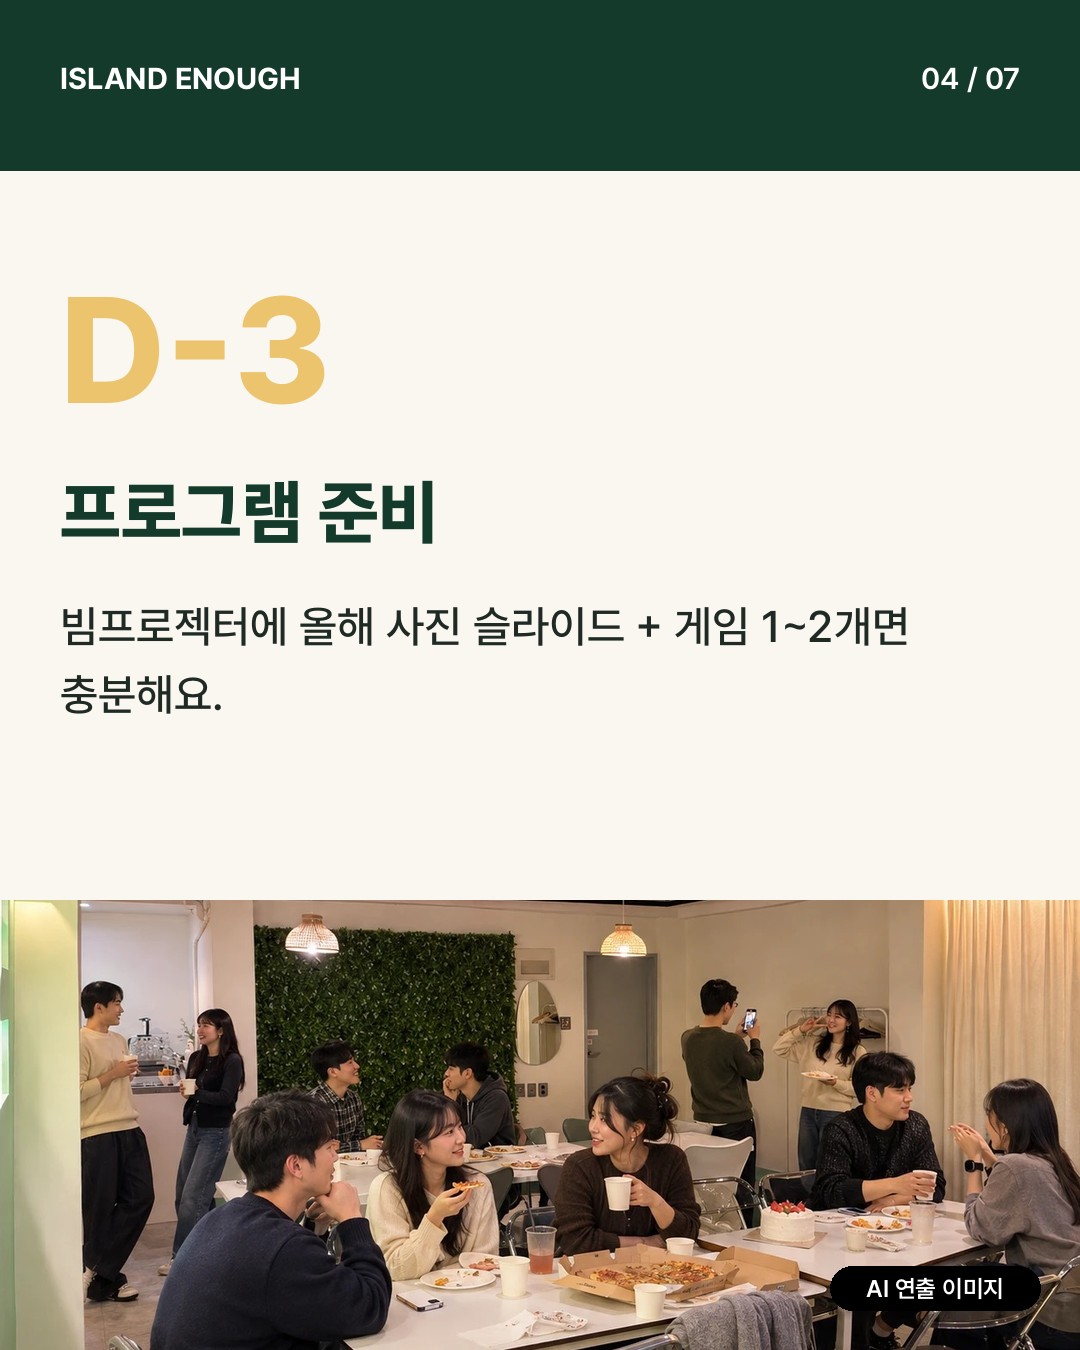 ISLAND ENOUGH
04 / 07
D-3
프로그램 준비
빔프로젝터에 올해 사진 슬라이드 + 게임 1~2개면
충분해요.
AI 연출 이미지